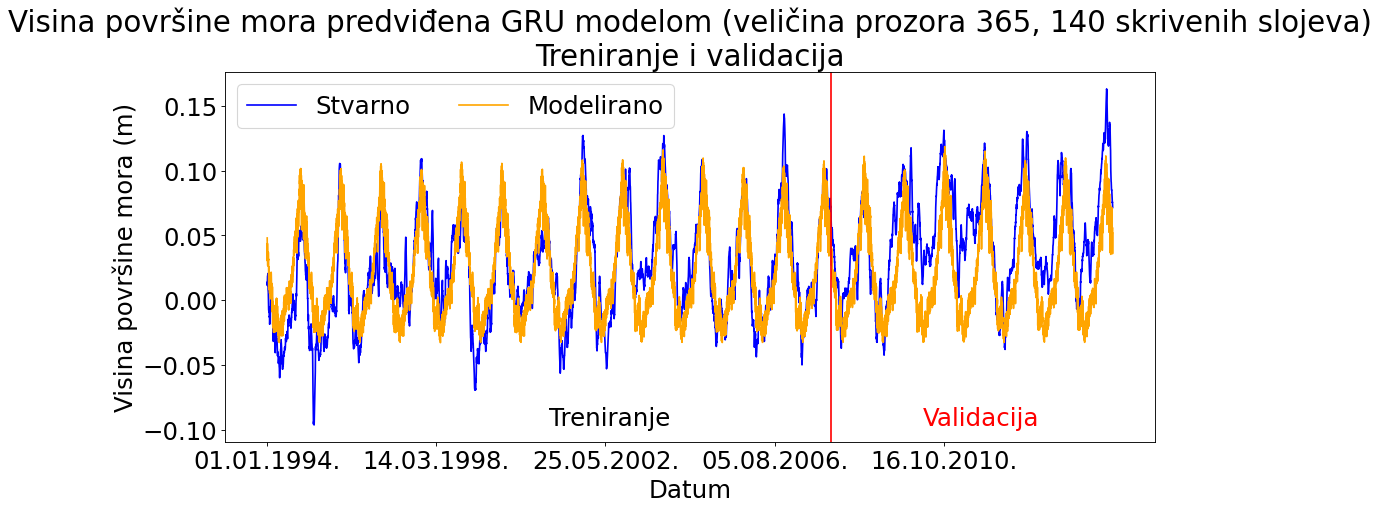 Visina površine mora predviđena GRU modelom (veličina prozora 365, 140 skrivenih slojeva)
Treniranje i validacija
Stvarno
Modelirano
Visina površine mora (m)
0.15
0.10
0.05
0.00
−0.05
−0.10
Treniranje
Validacija
01.01.1994.
14.03.1998.
25.05.2002.
05.08.2006.
16.10.2010.
Datum